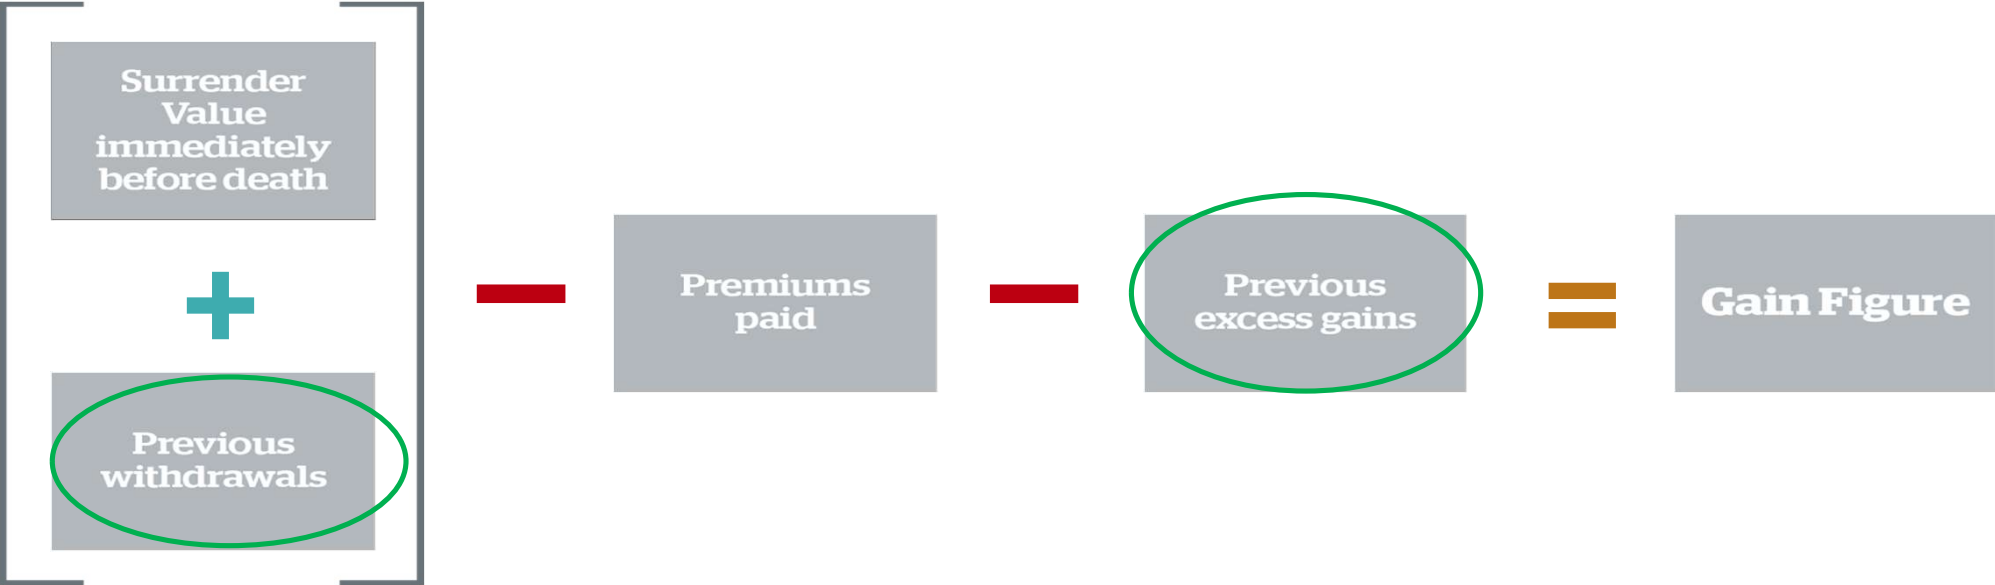 Surrender
Value
immediately
before death
+
Previous
withdrawals
−
Premiums
paid
−
Previous
excess gains
=
Gain Figure